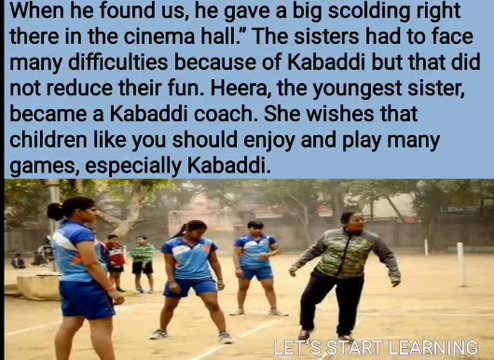 When he found us, he gave a big scolding right
there in the cinema hall.” The sisters had to face
many difficulties because of Kabaddi but that did
not reduce their fun. Heera, the youngest sister,
became a Kabaddi coach. She wishes that
children like you should enjoy and play many
games, especially Kabaddi.
LET'S START LEARNING